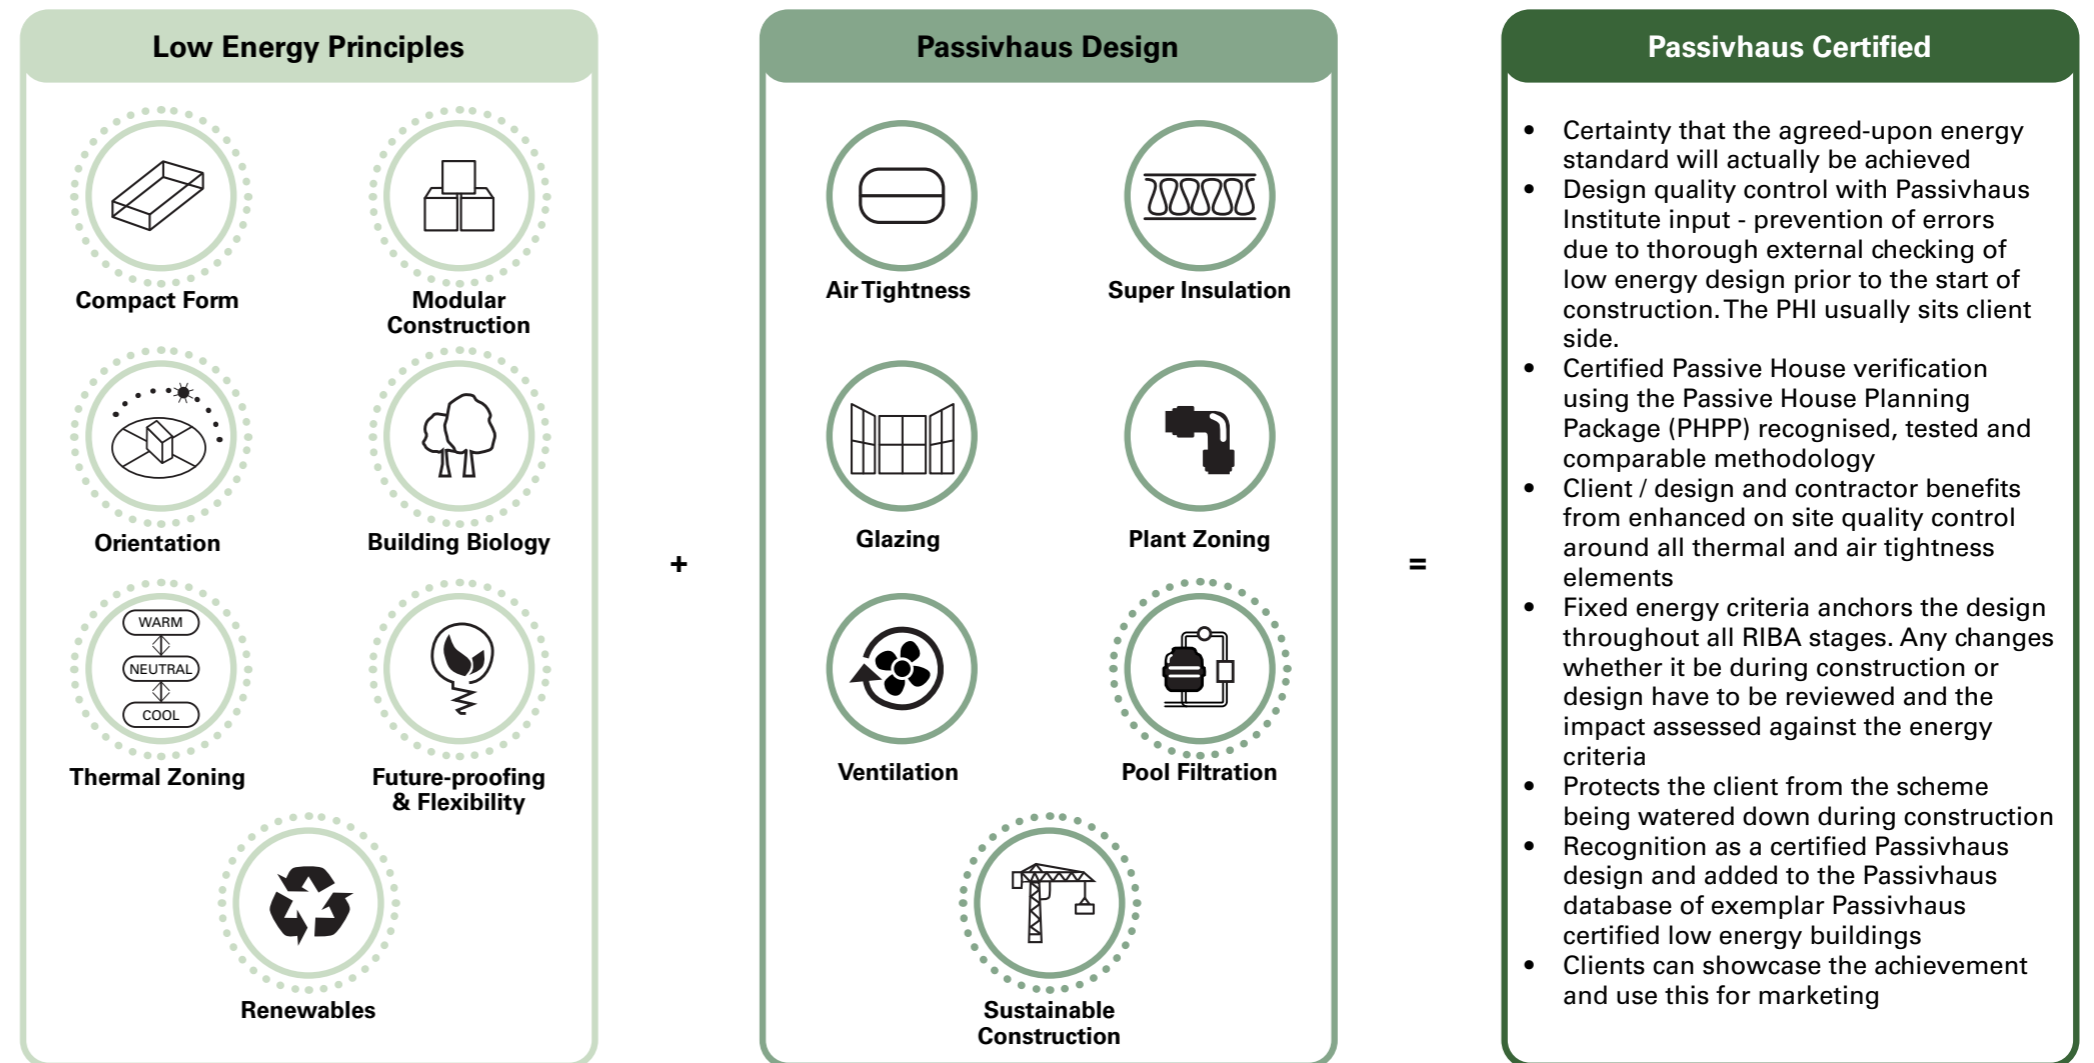 Low Energy Principles
Compact Form
Modular
Construction
Orientation
Building Biology
WARM
NEUTRAL
COOL
Thermal Zoning
Future-proofing
& Flexibility
Renewables
+
Passivhaus Design
Air Tightness
Super Insulation
Glazing
Plant Zoning
Ventilation
Pool Filtration
Sustainable
Construction
=
Passivhaus Certified
• Certainty that the agreed-upon energy
standard will actually be achieved
• Design quality control with Passivhaus
Institute input - prevention of errors
due to thorough external checking of
low energy design prior to the start of
construction. The PHI usually sits client
side.
• Certified Passive House verification
using the Passive House Planning
Package (PHPP) recognised, tested and
comparable methodology
• Client / design and contractor benefits
from enhanced on site quality control
around all thermal and air tightness
elements
• Fixed energy criteria anchors the design
throughout all RIBA stages. Any changes
whether it be during construction or
design have to be reviewed and the
impact assessed against the energy
criteria
• Protects the client from the scheme
being watered down during construction
• Recognition as a certified Passivhaus
design and added to the Passivhaus
database of exemplar Passivhaus
certified low energy buildings
• Clients can showcase the achievement
and use this for marketing